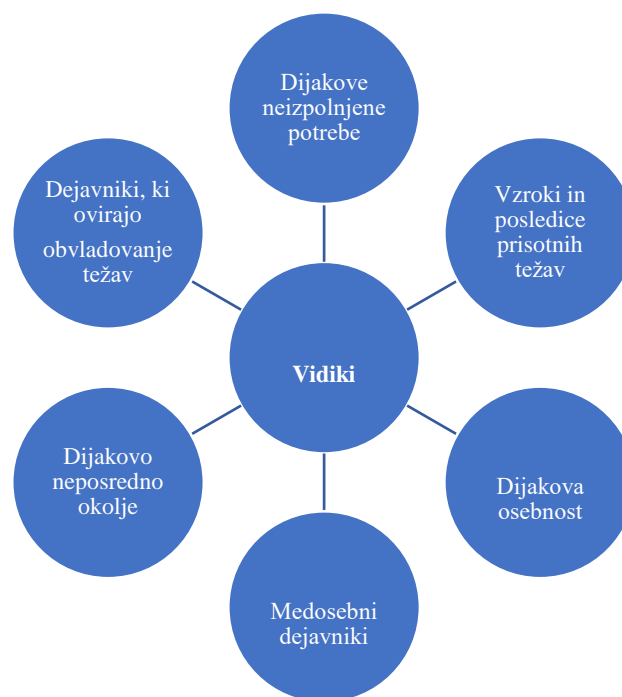 Dijakove
neizpolnjene
potrebe
Dejavniki, ki
ovirajo
obvladovanje
težav
Vzroki in
posledice
prisotnih
težav
Vidiki
Dijakovo
neposredno
okolje
Dijakova
osebnost
Medosebni
dejavniki